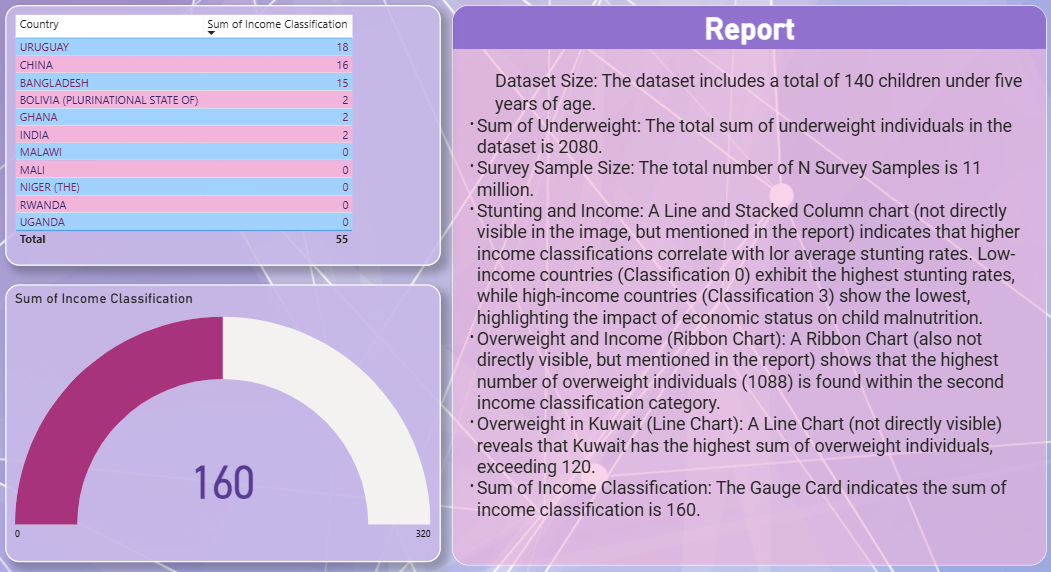 Country Sum of Income Classification
URUGUAY 18
CHINA 16
BANGLADESH 15
BOLIVIA (PLURINATIONAL STATE OF) 2
GHANA 2
INDIA 2
MALAWI 0
MALI 0
NIGER (THE) 0
RWANDA 0
UGANDA 0
Total 55
Sum of Income Classification
160
0 320
Report
Dataset Size: The dataset includes a total of 140 children under five
years of age.
·Sum of Underweight: The total sum of underweight individuals in the
dataset is 2080.
·Survey Sample Size: The total number of N Survey Samples is 11
million.
·Stunting and Income: A Line and Stacked Column chart (not directly
visible in the image, but mentioned in the report) indicates that higher
income classifications correlate with lor average stunting rates. Low-
income countries (Classification 0) exhibit the highest stunting rates,
while high-income countries (Classification 3) show the lowest,
highlighting the impact of economic status on child malnutrition.
·Overweight and Income (Ribbon Chart): A Ribbon Chart (also not
directly visible, but mentioned in the report) shows that the highest
number of overweight individuals (1088) is found within the second
income classification category.
·Overweight in Kuwait (Line Chart): A Line Chart (not directly visible)
reveals that Kuwait has the highest sum of overweight individuals,
exceeding 120.
·Sum of Income Classification: The Gauge Card indicates the sum of
income classification is 160.